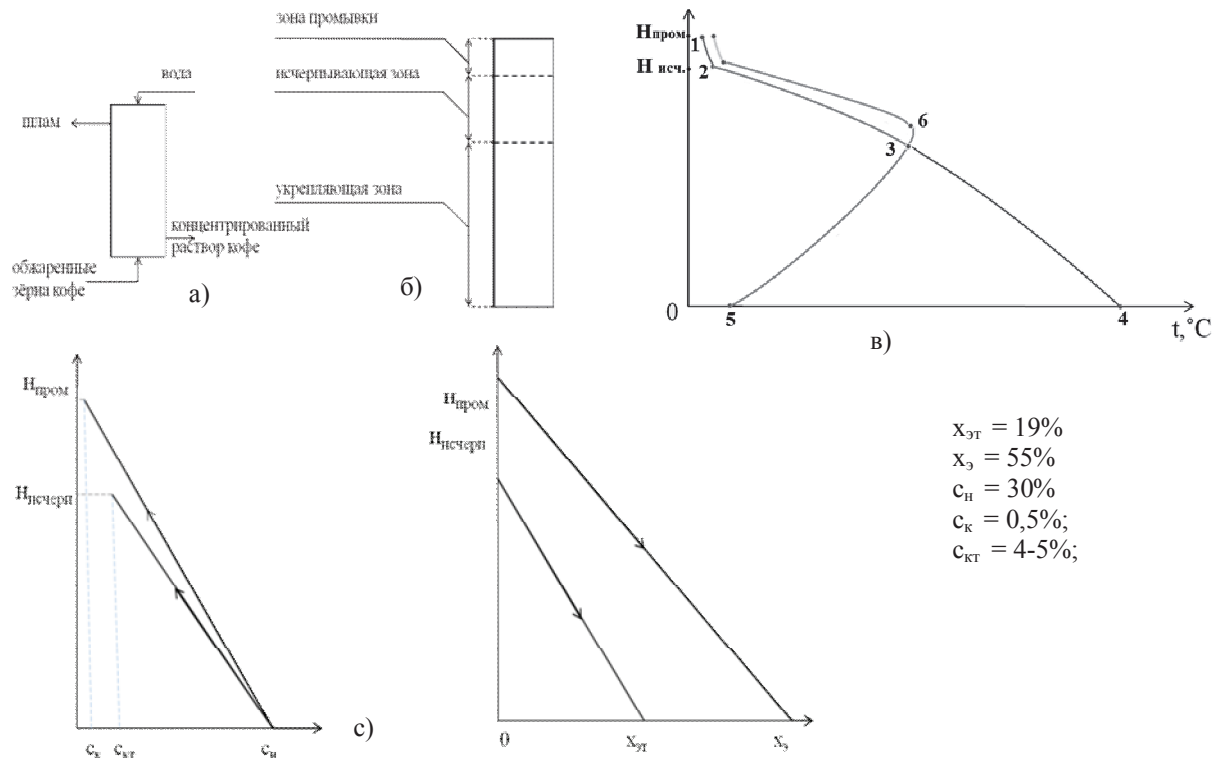 зона промывки
исчерпывающая зона
укрепляющая зона
б)
вода
шлам
концентрированный
раствор кофе
обжаренные
зёрна кофе
а)
Hпром
H исч.
1
2
3
4
5
6
0
t,°C
в)
Hпром
Hисчерп
cк
cкт
cн
с)
Hпром
Hисчерп
0
xэт
xэ
xэт = 19%
xэ = 55%
cн = 30%
cк = 0,5%;
cкт = 4-5%;